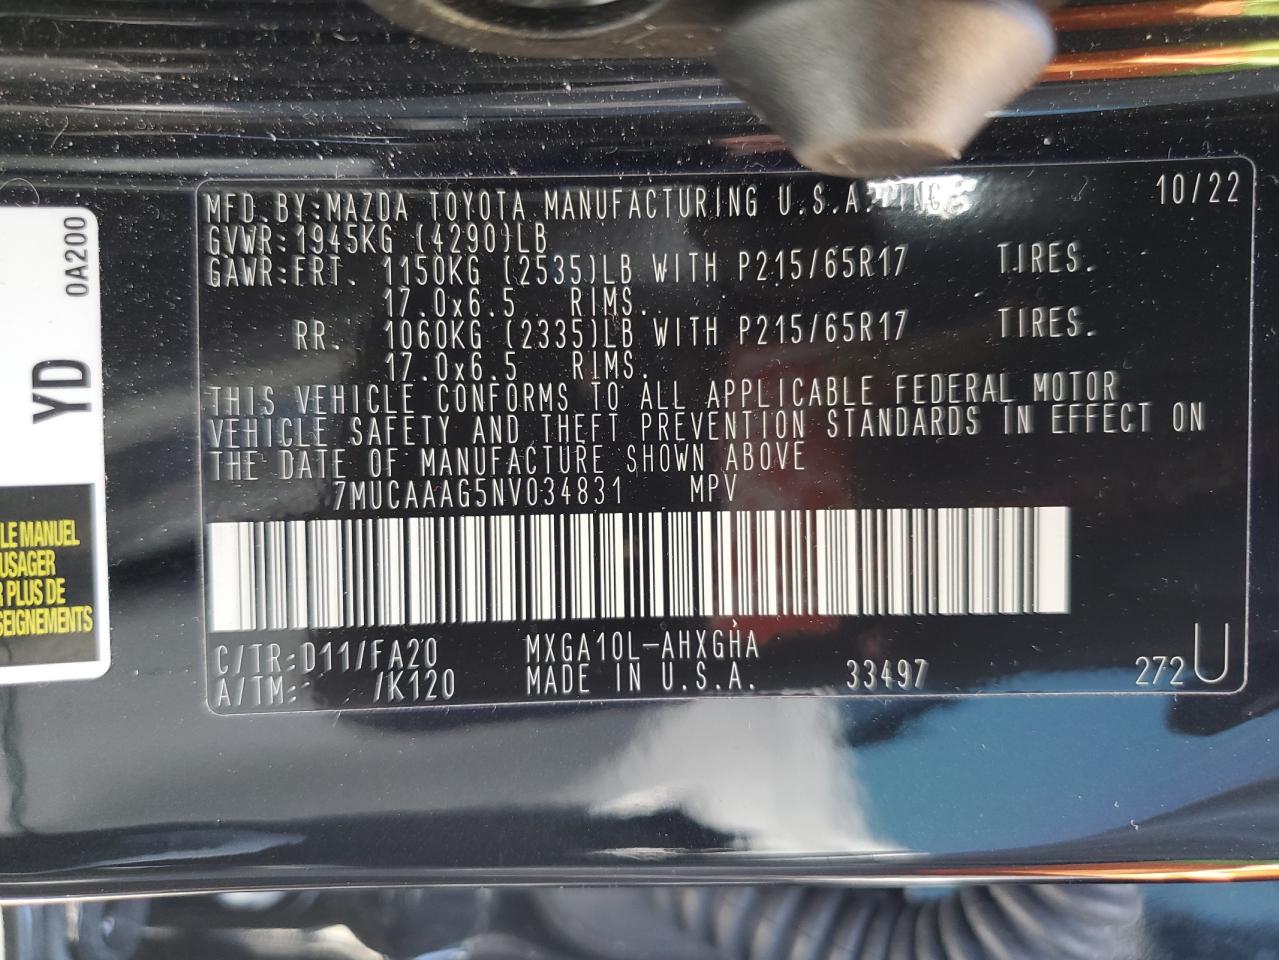 MFD.BY:MAZDA TOYOTA MANUFACTURING U.S.A., INC. 10/22
GVWR:1945KG (4290)LB
GAWR:FRT. 1150KG (2535)LB WITH P215/65R17 TIRES.
17.0x6.5 RIMS.
RR. 1060KG (2335)LB WITH P215/65R17 TIRES.
17.0x6.5 RIMS.
THIS VEHICLE CONFORMS TO ALL APPLICABLE FEDERAL MOTOR
VEHICLE SAFETY AND THEFT PREVENTION STANDARDS IN EFFECT ON
THE DATE OF MANUFACTURE SHOWN ABOVE
7MUCAAAG5NV034831 MPV
C/TR:D11/FA20 MXGA10L-AHXGHA
A/TM: /K120 MADE IN U.S.A. 33497 272U
0A200
YD
LE MANUEL
USAGER
R PLUS DE
SEIGNEMENTS